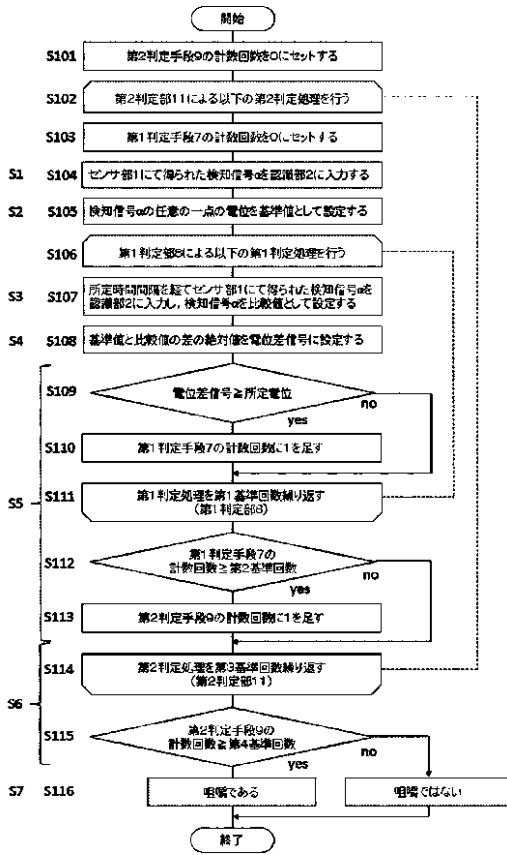 開始
S101 第2判定手段9の計数回数を0にセットする
S102 第2判定部11による以下の第2判定処理を行う
S103 第1判定手段7の計数回数を0にセットする
S1 S104 センサ部1にて得られた検知信号αを認識部2に入力する
S2 S105 検知信号αの任意の一点の電位を基準値として設定する
S106 第1判定部8による以下の第1判定処理を行う
S3 S107 所定時間間隔を経てセンサ部1にて得られた検知信号αを
認識部2に入力し、検知信号αを比較値として設定する
S4 S108 基準値と比較値の差の絶対値を電位差信号に設定する
S5
S109 電位差信号≧所定電位
no
yes
S110 第1判定手段7の計数回数に1を足す
S111 第1判定処理を第1基準回数繰り返す
(第1判定部8)
S112 第1判定手段7の
計数回数≧第2基準回数
no
yes
S113 第2判定手段9の計数回数に1を足す
S6
S114 第2判定処理を第3基準回数繰り返す
(第2判定部11)
S115 第2判定手段9の
計数回数≧第4基準回数
no
yes
S7 S116 咀嚼である 咀嚼ではない
終了